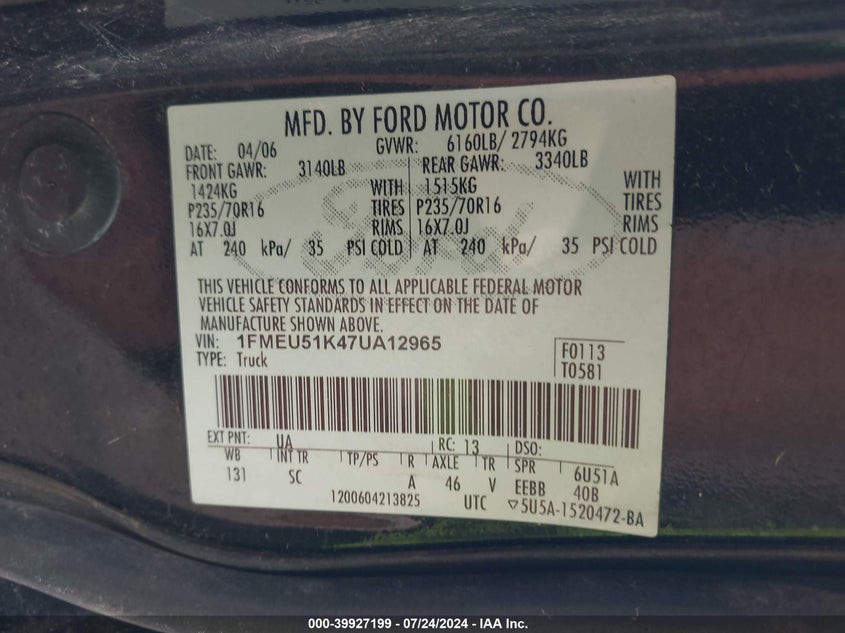 MFD. BY FORD MOTOR CO.
DATE: 04/06 GVWR: 6160LB/ 2794KG
FRONT GAWR: 3140LB REAR GAWR: 3340LB
1424KG WITH 1515KG WITH
P235/70R16 TIRES P235/70R16 TIRES
16X7.0J RIMS 16X7.0J RIMS
AT 240 kPa/ 35 PSI COLD AT 240 kPa/ 35 PSI COLD
THIS VEHICLE CONFORMS TO ALL APPLICABLE FEDERAL MOTOR
VEHICLE SAFETY STANDARDS IN EFFECT ON THE DATE OF
MANUFACTURE SHOWN ABOVE.
VIN: 1FMEU51K47UA12965
TYPE: Truck
F0113
T0581
EXT PNT: UA RC: 13 DSO:
WB INT TR TP/PS R AXLE TR SPR 6U51A
131 SC A 46 V EEBB 40B
1200604213825 UTC ▽5U5A-1520472-BA
000-39927199 / 07/24/2024 - IAA Inc.